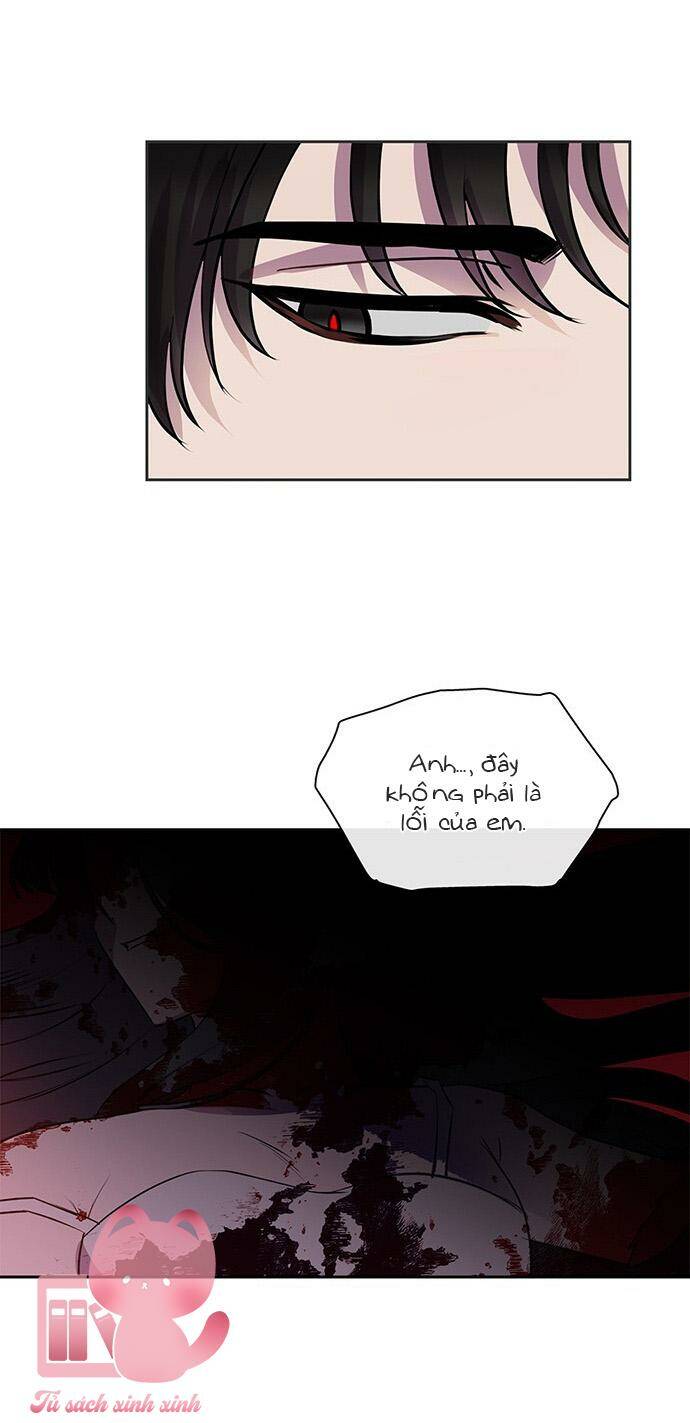 Anh..., đây
không phải là
lỗi của em.
Tủ sách xinh xinh